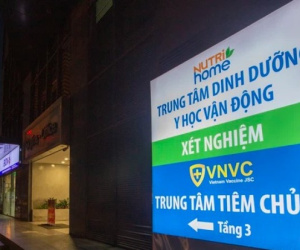 NUTRi
home
TRUNG TÂM DINH DƯỠNG
Y HỌC VẬN ĐỘNG
XÉT NGHIỆM
VNVC
Vietnam Vaccine JSC
TRUNG TÂM TIÊM CHỦ
Tầng 3